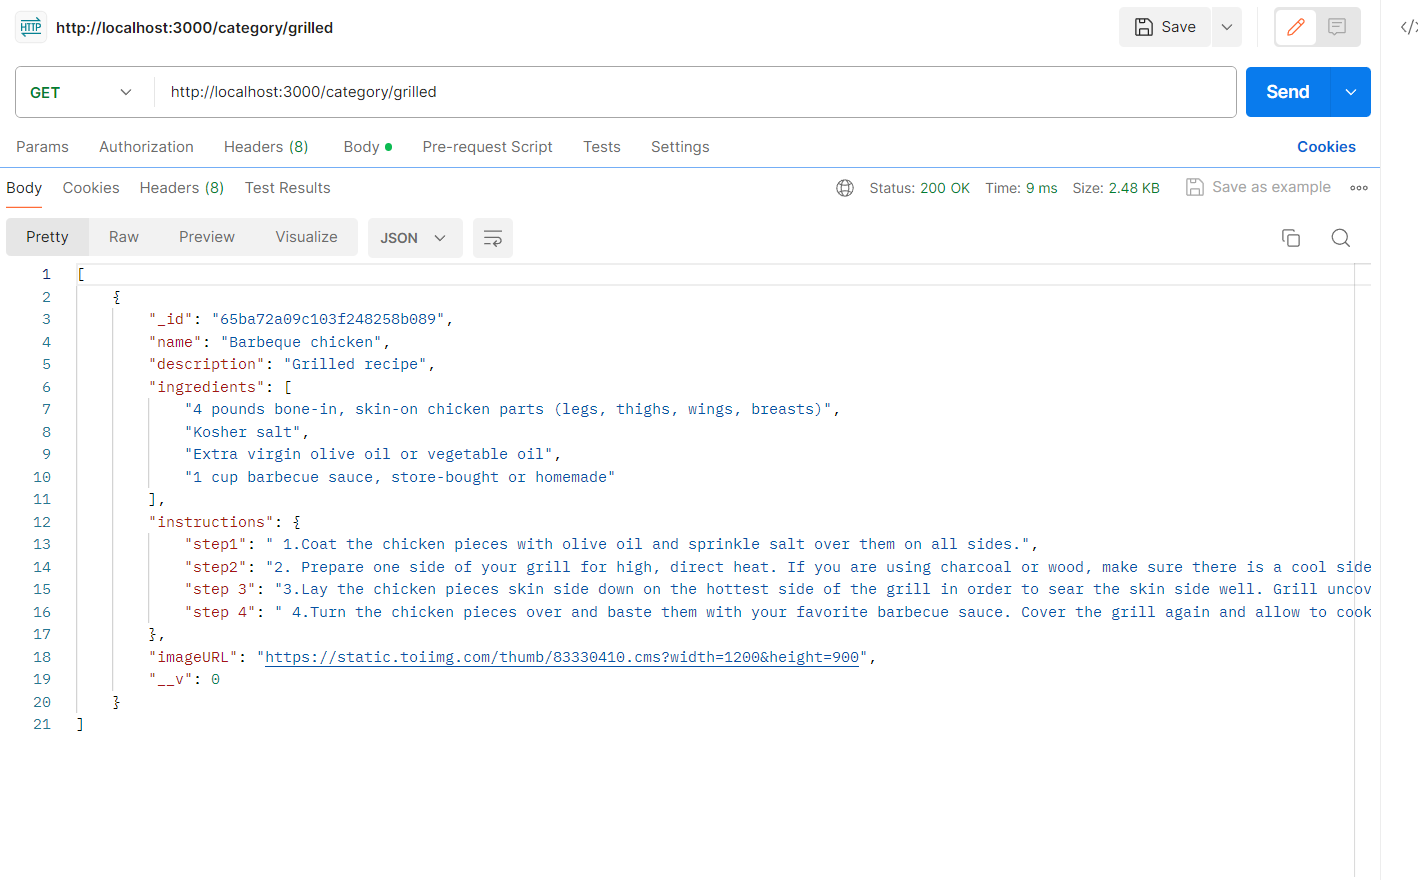 HTTP http://localhost:3000/category/grilled Save </>
GET http://localhost:3000/category/grilled Send
Params Authorization Headers (8) Body Pre-request Script Tests Settings Cookies
Body Cookies Headers (8) Test Results Status: 200 OK Time: 9 ms Size: 2.48 KB Save as example
Pretty Raw Preview Visualize JSON
1 [
2 {
3 "_id": "65ba72a09c103f248258b089",
4 "name": "Barbeque chicken",
5 "description": "Grilled recipe",
6 "ingredients": [
7 "4 pounds bone-in, skin-on chicken parts (legs, thighs, wings, breasts)",
8 "Kosher salt",
9 "Extra virgin olive oil or vegetable oil",
10 "1 cup barbecue sauce, store-bought or homemade"
11 ],
12 "instructions": {
13 "step1": " 1.Coat the chicken pieces with olive oil and sprinkle salt over them on all sides.",
14 "step2": "2. Prepare one side of your grill for high, direct heat. If you are using charcoal or wood, make sure there is a cool side
15 "step 3": "3.Lay the chicken pieces skin side down on the hottest side of the grill in order to sear the skin side well. Grill uncov
16 "step 4": " 4.Turn the chicken pieces over and baste them with your favorite barbecue sauce. Cover the grill again and allow to cook
17 },
18 "imageURL": "https://static.toiimg.com/thumb/83330410.cms?width=1200&height=900",
19 "__v": 0
20 }
21 ]